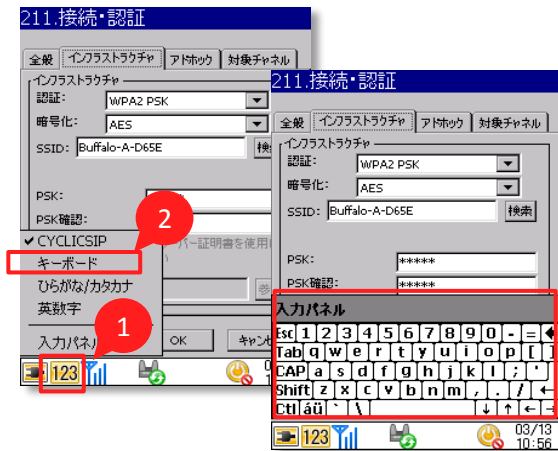 211.接続・認証
全般 インフラストラクチャ アドホック 対象チャネル
インフラストラクチャ
認証: WPA2 PSK
暗号化: AES
SSID: Buffalo-A-D65E
PSK:
PSK確認:
2
バー証明書を使用
✔CYCLICSIP
キーボード
ひらがな/カタカナ
英数字
入力パネル
1
OK キャンセ
123
211.接続・認証
全般 インフラストラクチャ アドホック 対象チャネル
インフラストラクチャ
認証: WPA2 PSK
暗号化: AES
SSID: Buffalo-A-D65E 検索
PSK: *****
PSK確認: *****
入力パネル
Esc 1 2 3 4 5 6 7 8 9 0 - =
Tab q w e r t y u i o p [ ]
CAP a s d f g h j k l ; '
Shift z x c v b n m , . / ←
Ctl áü ` \ ↓ ↑ ← →
123
03/13
10:56